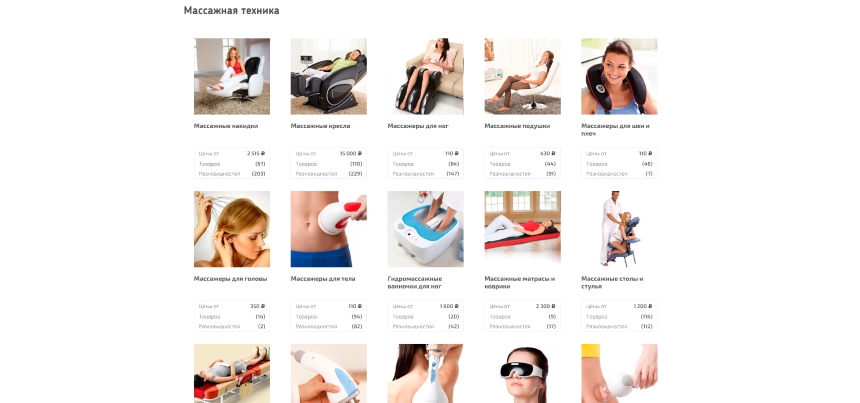 Массажная техника
Массажные накидки
Массажные кресла
Массажеры для ног
Массажные подушки
Массажеры для шеи и
плеч
Цены от 2 515 ₽
Товаров (67)
Разновидностей (203)
Цены от 15 000 ₽
Товаров (110)
Разновидностей (229)
Цены от 110 ₽
Товаров (64)
Разновидностей (147)
Цены от 430 ₽
Товаров (44)
Разновидностей (91)
Цены от 110 ₽
Товаров (46)
Разновидностей (7)
Массажеры для головы
Массажеры для тела
Гидромассажные
ванночки для ног
Массажные матрасы и
коврики
Массажные столы и
стулья
Цены от 350 ₽
Товаров (14)
Разновидностей (2)
Цены от 110 ₽
Товаров (94)
Разновидностей (82)
Цены от 1 600 ₽
Товаров (20)
Разновидностей (42)
Цены от 2 300 ₽
Товаров (9)
Разновидностей (17)
Цены от 1 200 ₽
Товаров (114)
Разновидностей (112)